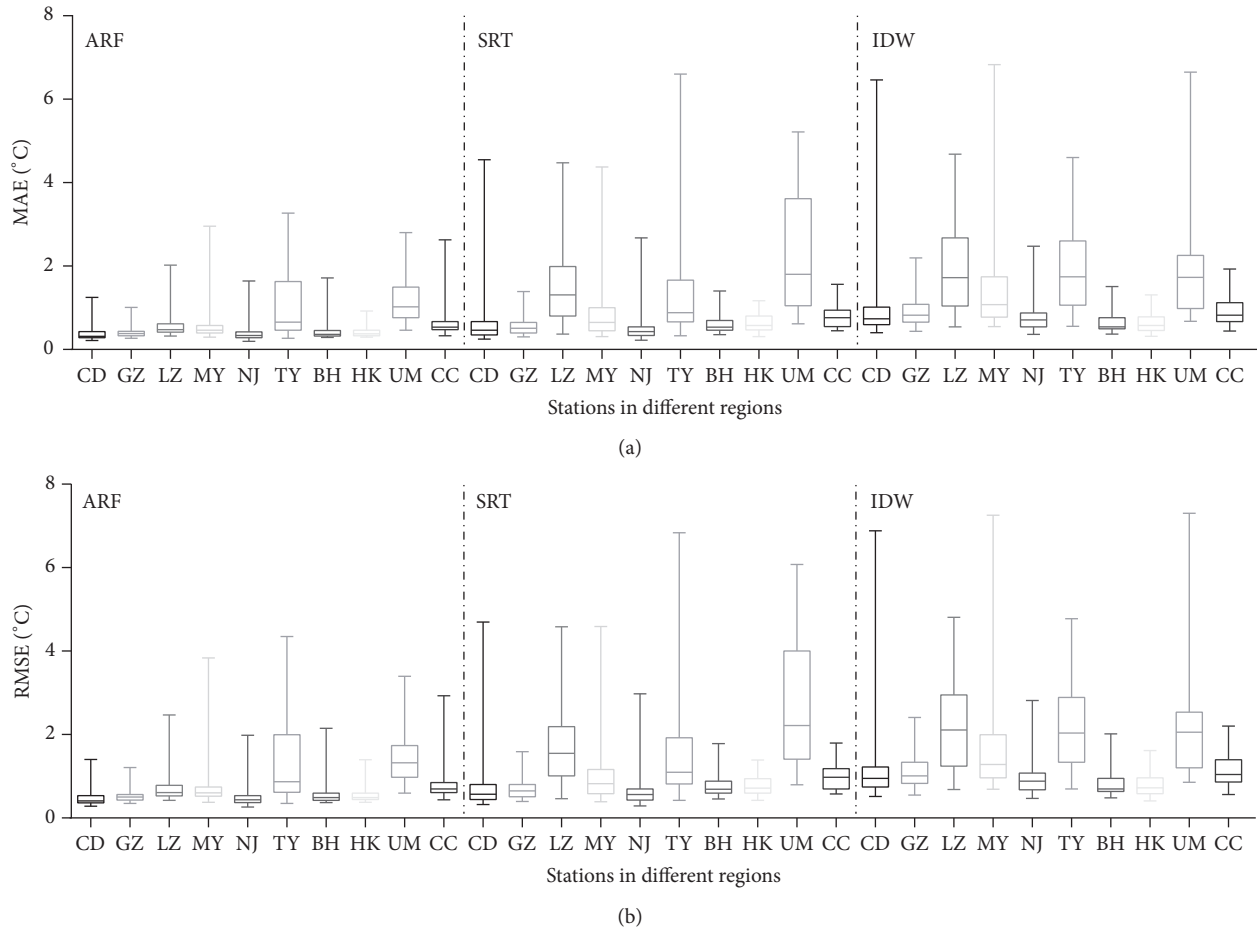 8
6
4
2
0
MAE (˚C)
ARF
SRT
IDW
CD GZ LZ MY NJ TY BH HK UM CC CD GZ LZ MY NJ TY BH HK UM CC CD GZ LZ MY NJ TY BH HK UM CC
Stations in different regions
(a)
8
6
4
2
0
RMSE (˚C)
ARF
SRT
IDW
CD GZ LZ MY NJ TY BH HK UM CC CD GZ LZ MY NJ TY BH HK UM CC CD GZ LZ MY NJ TY BH HK UM CC
Stations in different regions
(b)